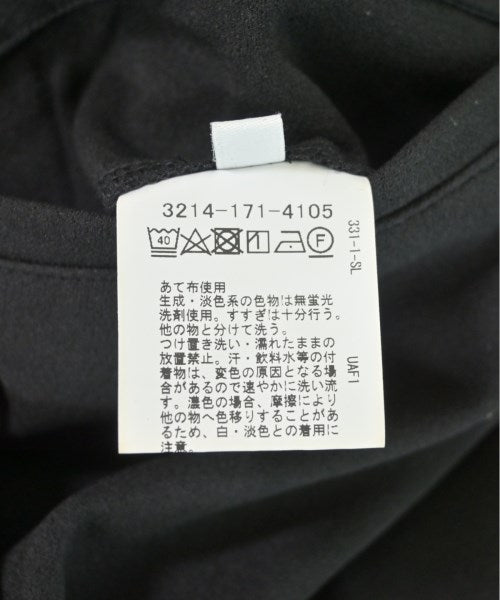 3214-171-4105
40 F
あて布使用
生成・淡色系の色物は無蛍光
洗剤使用。すすぎは十分行う。
他の物と分けて洗う。
つけ置き洗い・濡れたままの
放置禁止。汗・飲料水等の付
着物は、変色の原因となる場
合があるので速やかに洗い流
す。濃色の場合、摩擦により
他の物へ色移りすることがあ
るため、白・淡色との着用に
注意。
331-1-SL
UAF1